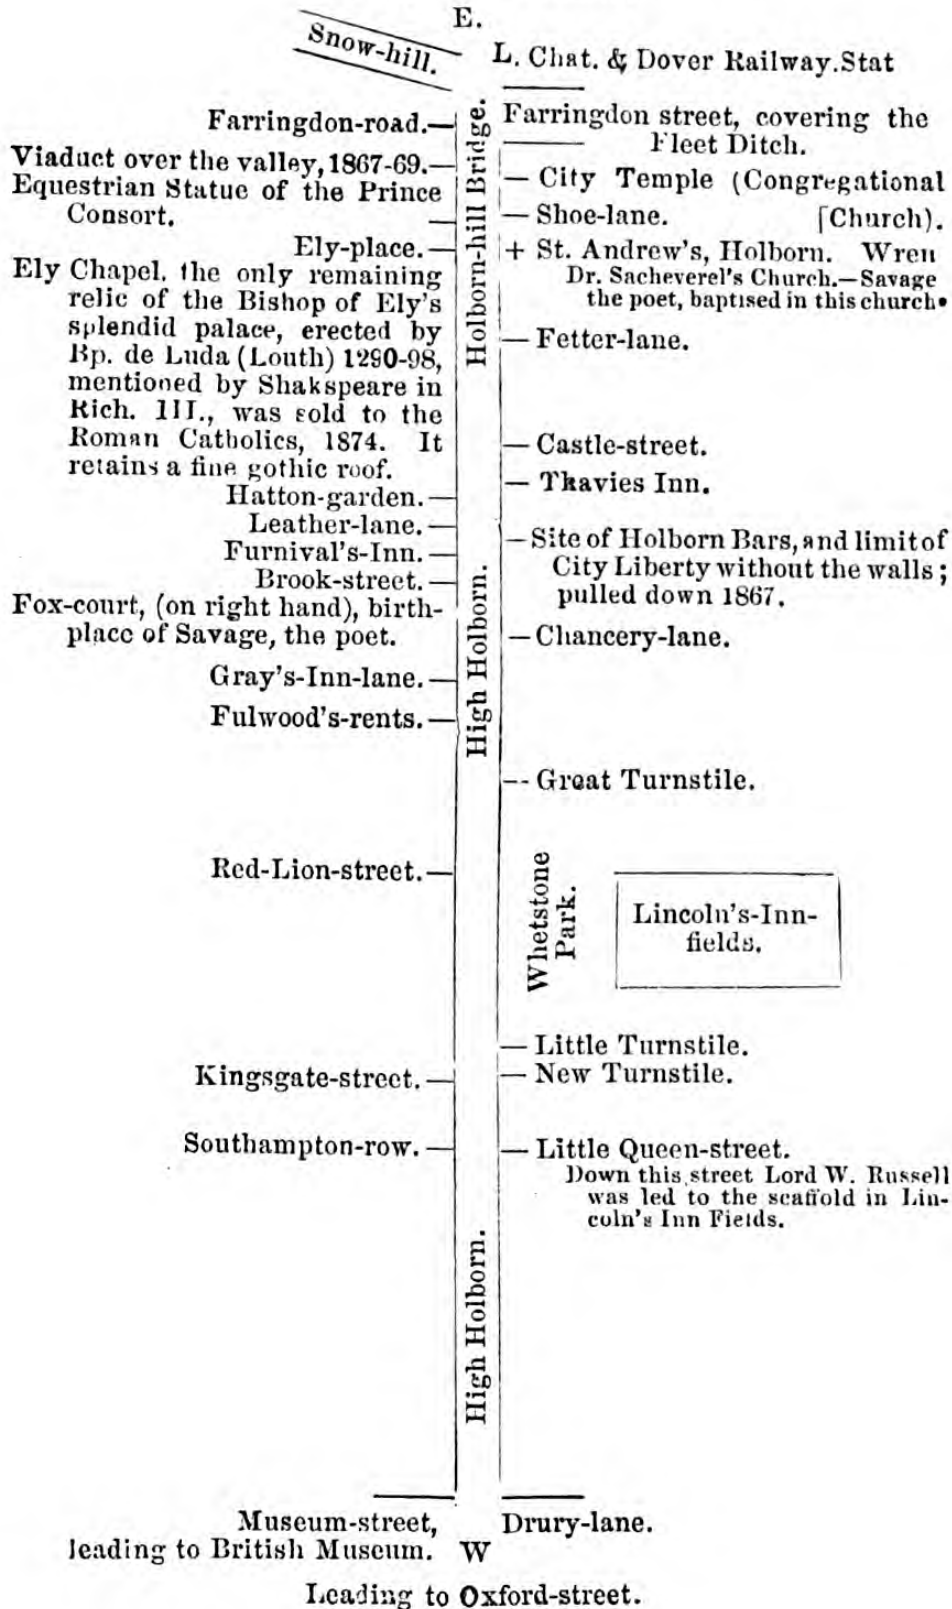 E.
Snow-hill.
L. Chat. & Dover Railway.Stat
Farringdon-road.—
Viaduct over the valley, 1867-69.—
Equestrian Statue of the Prince
Consort. —
Ely-place. —
Ely Chapel, the only remaining
relic of the Bishop of Ely's
splendid palace, erected by
Bp. de Luda (Louth) 1290-98,
mentioned by Shakspeare in
Rich. III., was sold to the
Roman Catholics, 1874. It
retains a fine gothic roof.
Hatton-garden. —
Leather-lane. —
Furnival's-Inn. —
Brook-street. —
Fox-court, (on right hand), birth-
place of Savage, the poet.
Gray's-Inn-lane. —
Fulwood's-rents. —
Red-Lion-street. —
Kingsgate-street. —
Southampton-row. —
Holborn-hill Bridge.
High Holborn.
High Holborn.
Farringdon street, covering the
Fleet Ditch.
— City Temple (Congregational
— Shoe-lane. [Church).
+ St. Andrew's, Holborn. Wren
Dr. Sacheverel's Church.—Savage
the poet, baptised in this church.
— Fetter-lane.
— Castle-street.
— Thavies Inn.
— Site of Holborn Bars, and limit of
City Liberty without the walls;
pulled down 1867.
— Chancery-lane.
-- Great Turnstile.
Whetstone
Park.
Lincoln's-Inn-
fields.
— Little Turnstile.
— New Turnstile.
— Little Queen-street.
Down this street Lord W. Russell
was led to the scaffold in Lin-
coln's Inn Fields.
Museum-street,
leading to British Museum.
W
Drury-lane.
Leading to Oxford-street.